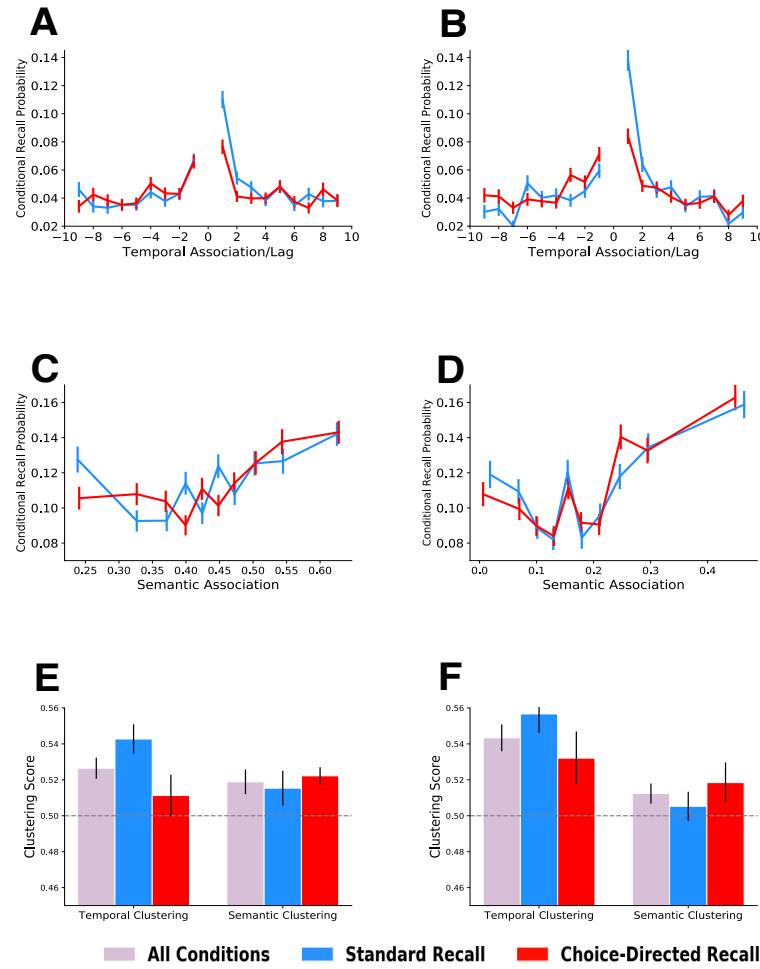 A
B
Conditional Recall Probability
0.14
0.12
0.10
0.08
0.06
0.04
0.02
−10 −8 −6 −4 −2 0 2 4 6 8 10
Temporal Association/Lag
Conditional Recall Probability
0.14
0.12
0.10
0.08
0.06
0.04
0.02
−10 −8 −6 −4 −2 0 2 4 6 8 10
Temporal Association/Lag
C
D
Conditional Recall Probability
0.16
0.14
0.12
0.10
0.08
0.25 0.30 0.35 0.40 0.45 0.50 0.55 0.60
Semantic Association
Conditional Recall Probability
0.16
0.14
0.12
0.10
0.08
0.0 0.1 0.2 0.3 0.4
Semantic Association
E
F
Clustering Score
0.56
0.54
0.52
0.50
0.48
0.46
Temporal Clustering Semantic Clustering
Clustering Score
0.56
0.54
0.52
0.50
0.48
0.46
Temporal Clustering Semantic Clustering
All Conditions Standard Recall Choice-Directed Recall